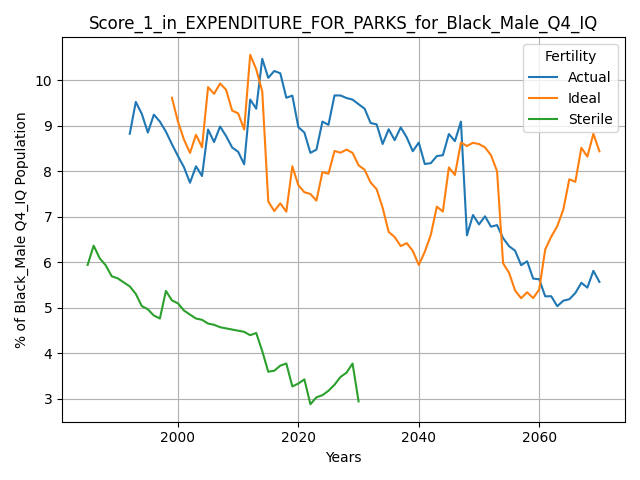 Score_1_in_EXPENDITURE_FOR_PARKS_for_Black_Male_Q4_IQ
% of Black_Male Q4_IQ Population
10
9
8
7
6
5
4
3
Fertility
Actual
Ideal
Sterile
2000 2020 2040 2060
Years